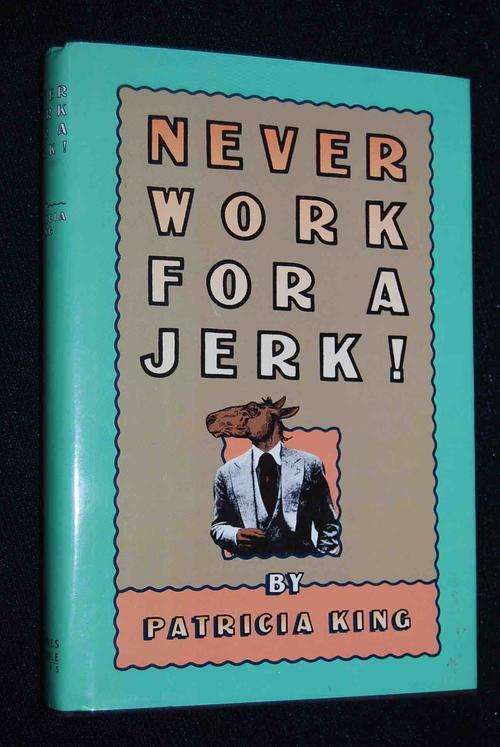 NEVER
WORK
FOR A
JERK!
BY
PATRICIA KING